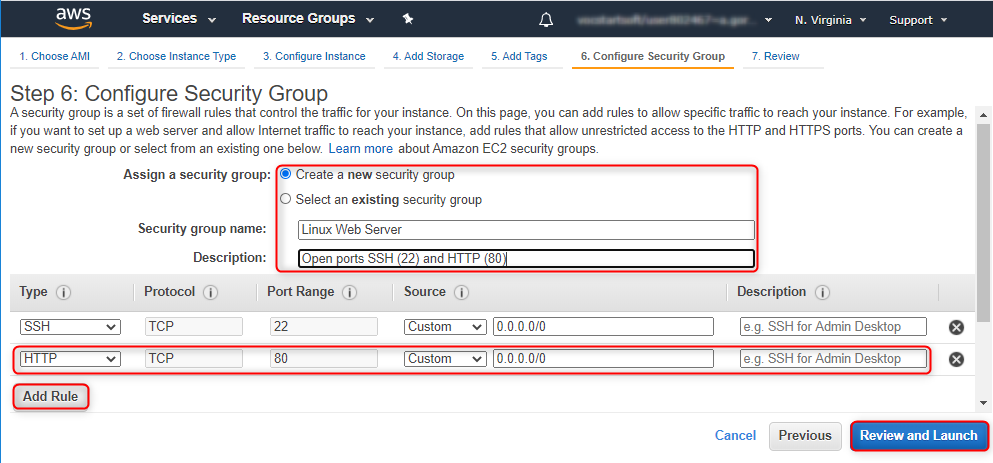 aws Services Resource Groups N. Virginia Support
1. Choose AMI 2. Choose Instance Type 3. Configure Instance 4. Add Storage 5. Add Tags 6. Configure Security Group 7. Review
Step 6: Configure Security Group
A security group is a set of firewall rules that control the traffic for your instance. On this page, you can add rules to allow specific traffic to reach your instance. For example,
if you want to set up a web server and allow Internet traffic to reach your instance, add rules that allow unrestricted access to the HTTP and HTTPS ports. You can create a
new security group or select from an existing one below. Learn more about Amazon EC2 security groups.
Assign a security group: Create a new security group
Select an existing security group
Security group name: Linux Web Server
Description: Open ports SSH (22) and HTTP (80)
Type i Protocol i Port Range i Source i Description i
SSH TCP 22 Custom 0.0.0.0/0 e.g. SSH for Admin Desktop
HTTP TCP 80 Custom 0.0.0.0/0 e.g. SSH for Admin Desktop
Add Rule
Cancel Previous Review and Launch